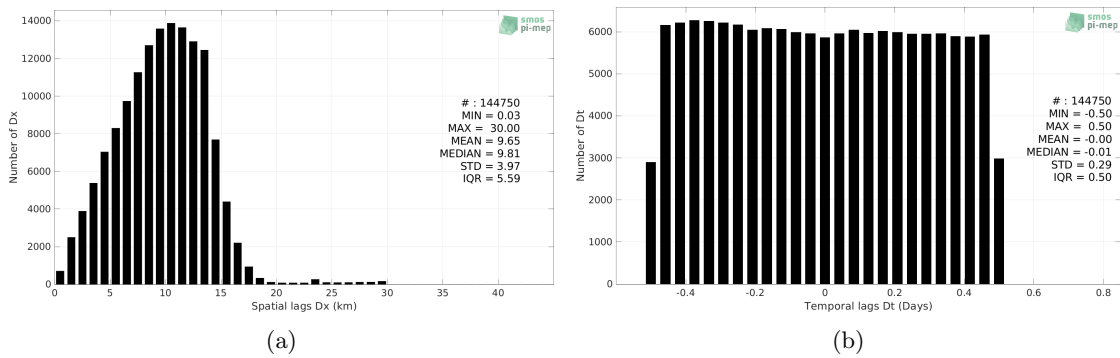 smos
pi-mep
14000
12000
10000
8000
6000
4000
2000
0
Number of Dx
# : 144750
MIN = 0.03
MAX = 30.00
MEAN = 9.65
MEDIAN = 9.81
STD = 3.97
IQR = 5.59
0 5 10 15 20 25 30 35 40
Spatial lags Dx (km)
(a)
smos
pi-mep
6000
5000
4000
3000
2000
1000
0
Number of Dt
# : 144750
MIN = -0.50
MAX = 0.50
MEAN = -0.00
MEDIAN = -0.01
STD = 0.29
IQR = 0.50
-0.4 -0.2 0 0.2 0.4 0.6 0.8
Temporal lags Dt (Days)
(b)